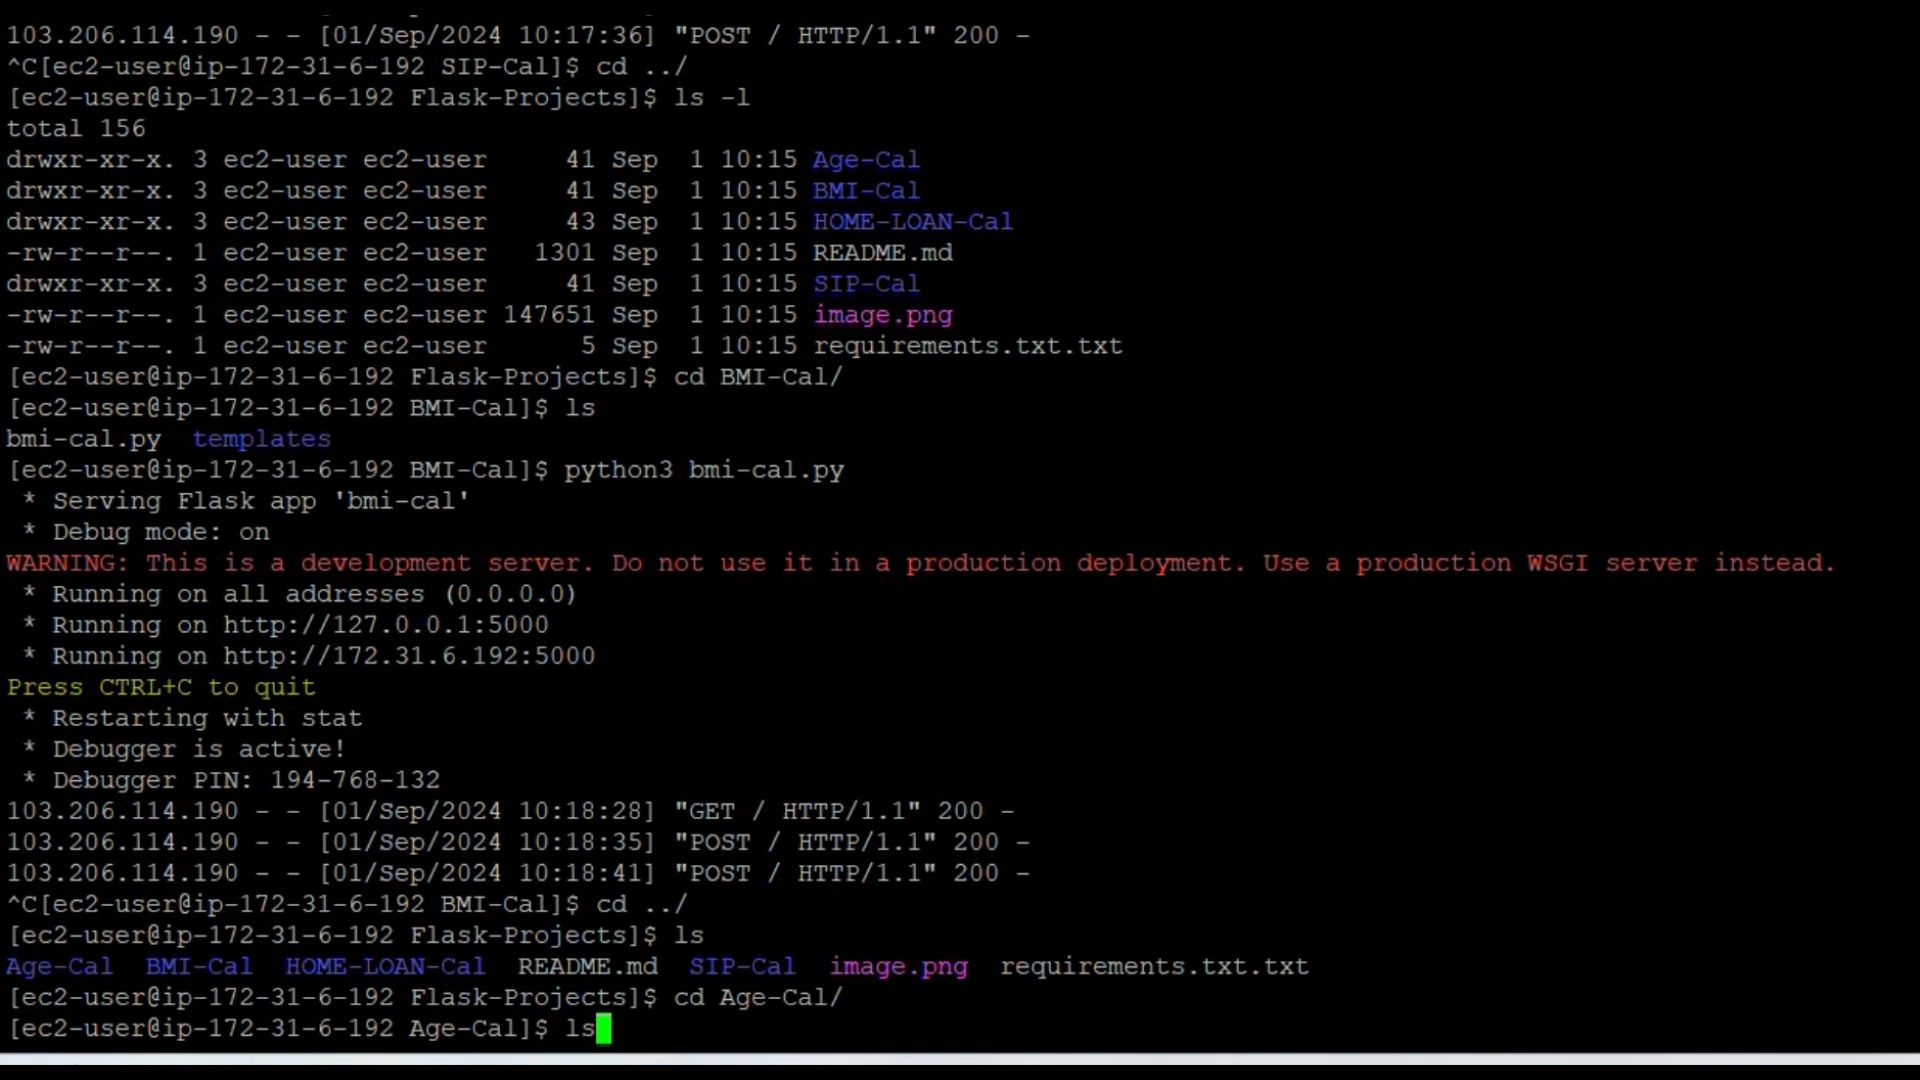 103.206.114.190 - - [01/Sep/2024 10:17:36] "POST / HTTP/1.1" 200 -
^C[ec2-user@ip-172-31-6-192 SIP-Cal]$ cd ../
[ec2-user@ip-172-31-6-192 Flask-Projects]$ ls -l
total 156
drwxr-xr-x. 3 ec2-user ec2-user     41 Sep  1 10:15 Age-Cal
drwxr-xr-x. 3 ec2-user ec2-user     41 Sep  1 10:15 BMI-Cal
drwxr-xr-x. 3 ec2-user ec2-user     43 Sep  1 10:15 HOME-LOAN-Cal
-rw-r--r--. 1 ec2-user ec2-user   1301 Sep  1 10:15 README.md
drwxr-xr-x. 3 ec2-user ec2-user     41 Sep  1 10:15 SIP-Cal
-rw-r--r--. 1 ec2-user ec2-user 147651 Sep  1 10:15 image.png
-rw-r--r--. 1 ec2-user ec2-user      5 Sep  1 10:15 requirements.txt.txt
[ec2-user@ip-172-31-6-192 Flask-Projects]$ cd BMI-Cal/
[ec2-user@ip-172-31-6-192 BMI-Cal]$ ls
bmi-cal.py  templates
[ec2-user@ip-172-31-6-192 BMI-Cal]$ python3 bmi-cal.py
 * Serving Flask app 'bmi-cal'
 * Debug mode: on
WARNING: This is a development server. Do not use it in a production deployment. Use a production WSGI server instead.
 * Running on all addresses (0.0.0.0)
 * Running on http://127.0.0.1:5000
 * Running on http://172.31.6.192:5000
Press CTRL+C to quit
 * Restarting with stat
 * Debugger is active!
 * Debugger PIN: 194-768-132
103.206.114.190 - - [01/Sep/2024 10:18:28] "GET / HTTP/1.1" 200 -
103.206.114.190 - - [01/Sep/2024 10:18:35] "POST / HTTP/1.1" 200 -
103.206.114.190 - - [01/Sep/2024 10:18:41] "POST / HTTP/1.1" 200 -
^C[ec2-user@ip-172-31-6-192 BMI-Cal]$ cd ../
[ec2-user@ip-172-31-6-192 Flask-Projects]$ ls
Age-Cal  BMI-Cal  HOME-LOAN-Cal  README.md  SIP-Cal  image.png  requirements.txt.txt
[ec2-user@ip-172-31-6-192 Flask-Projects]$ cd Age-Cal/
[ec2-user@ip-172-31-6-192 Age-Cal]$ ls